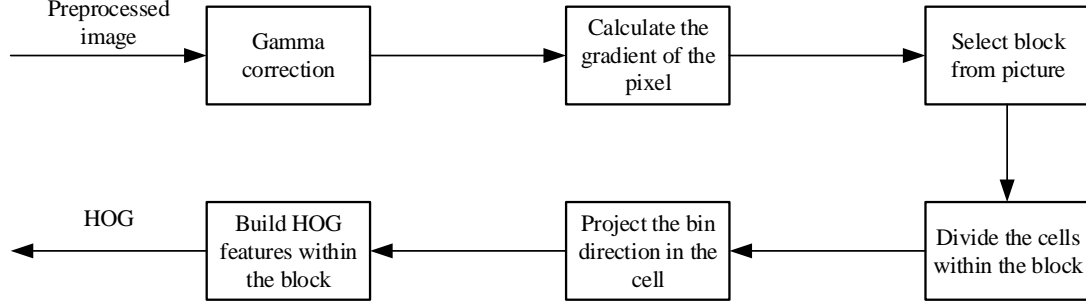 Preprocessed
image
Gamma
correction
Calculate the
gradient of the
pixel
Select block
from picture
Divide the cells
within the block
Project the bin
direction in the
cell
Build HOG
features within
the block
HOG